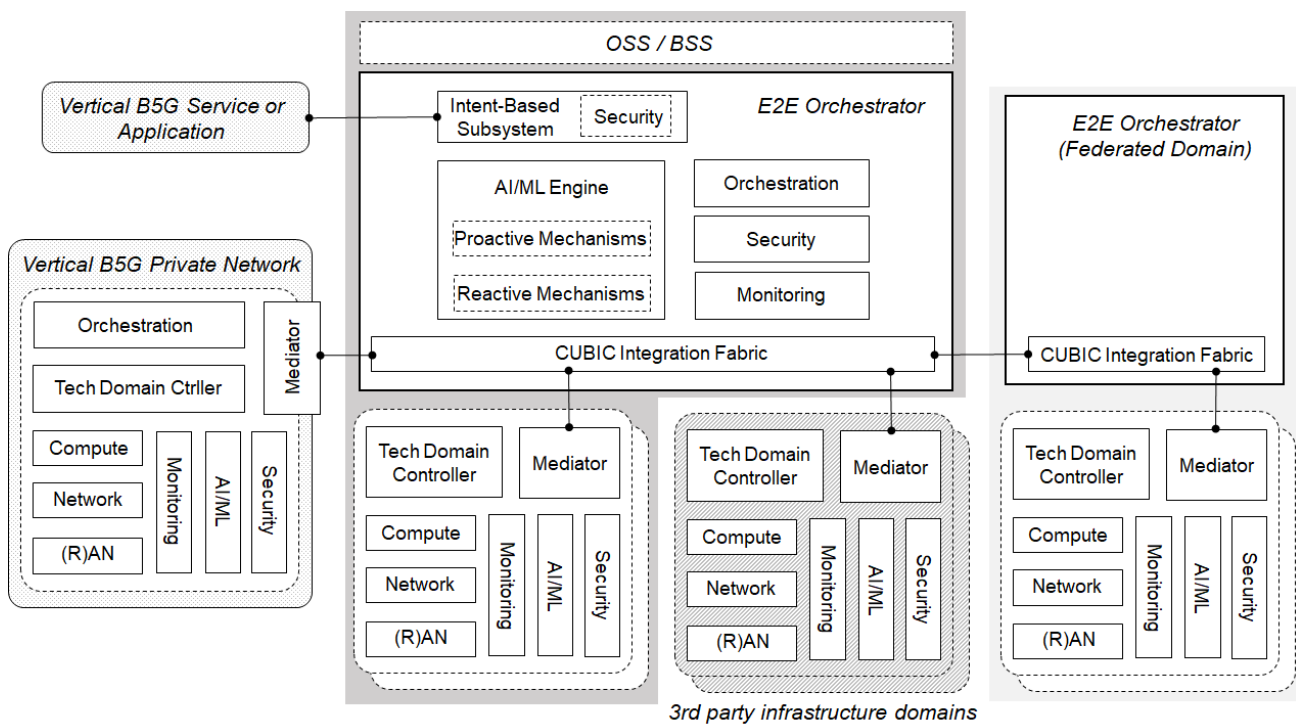 OSS / BSS
Vertical B5G Service or
Application
Intent-Based
Subsystem
Security
E2E Orchestrator
AI/ML Engine
Proactive Mechanisms
Reactive Mechanisms
Orchestration
Security
Monitoring
CUBIC Integration Fabric
E2E Orchestrator
(Federated Domain)
CUBIC Integration Fabric
Vertical B5G Private Network
Orchestration
Tech Domain Ctrller
Mediator
Compute
Network
(R)AN
Monitoring
AI/ML
Security
Tech Domain
Controller
Mediator
Compute
Network
(R)AN
Monitoring
AI/ML
Security
Tech Domain
Controller
Mediator
Compute
Network
(R)AN
Monitoring
AI/ML
Security
3rd party infrastructure domains
Tech Domain
Controller
Mediator
Compute
Network
(R)AN
Monitoring
AI/ML
Security